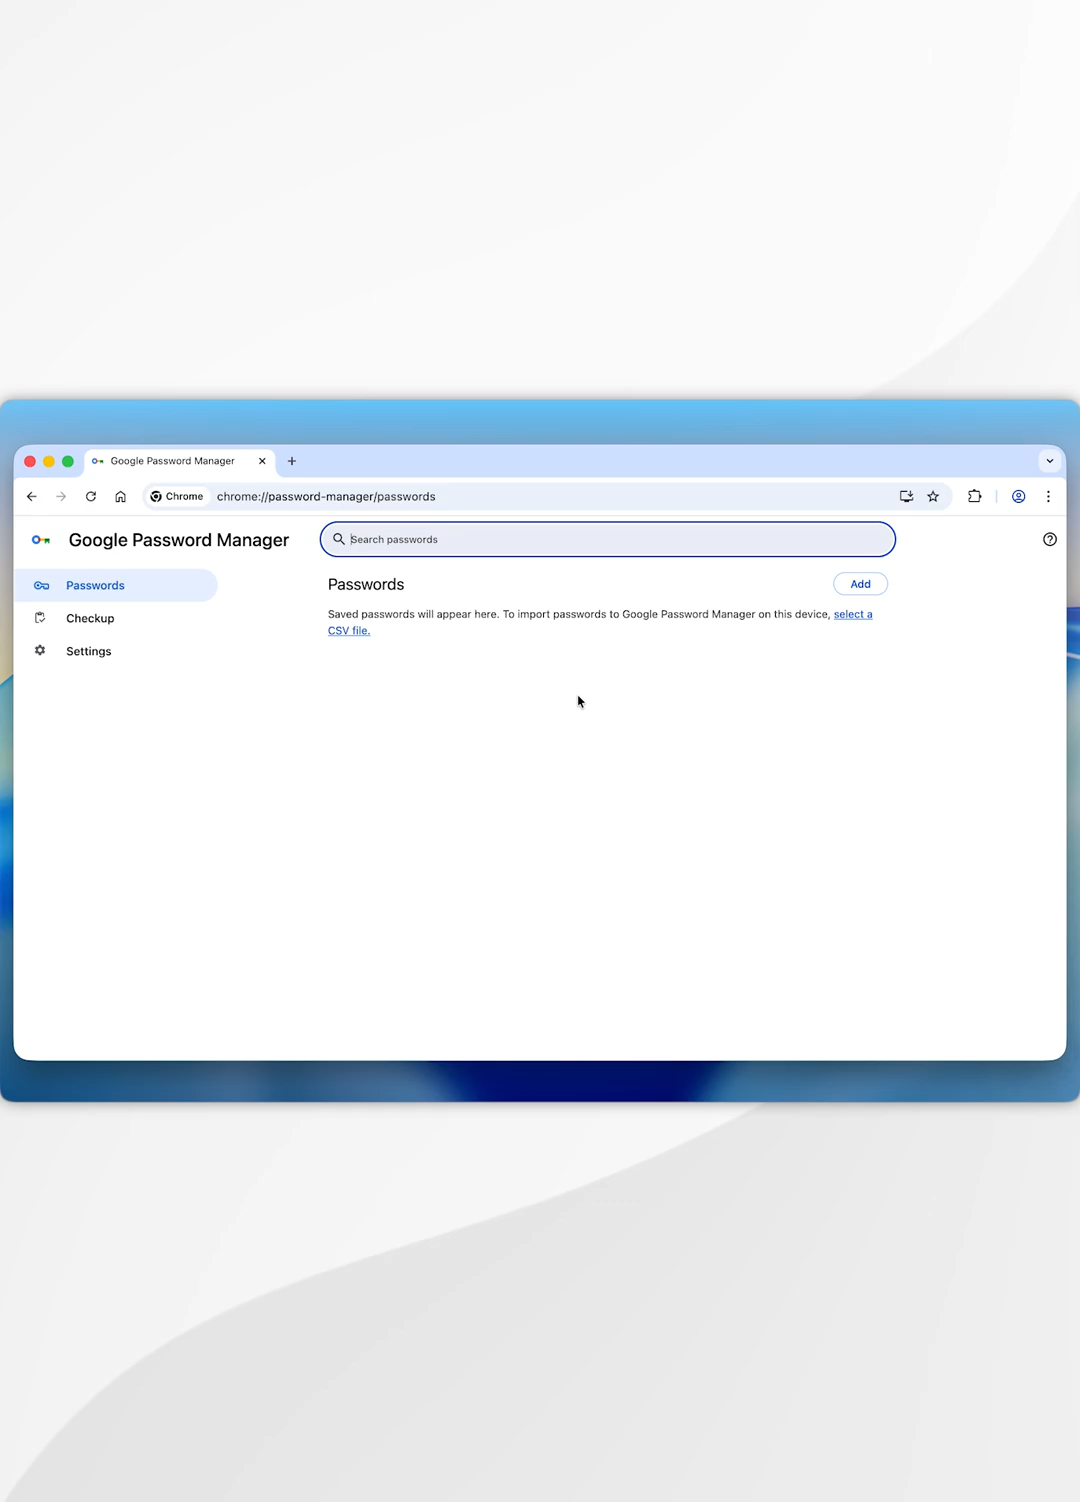 Google Password Manager
Chrome chrome://password-manager/passwords
Google Password Manager
Search passwords
Passwords
Checkup
Settings
Passwords
Add
Saved passwords will appear here. To import passwords to Google Password Manager on this device, select a
CSV file.